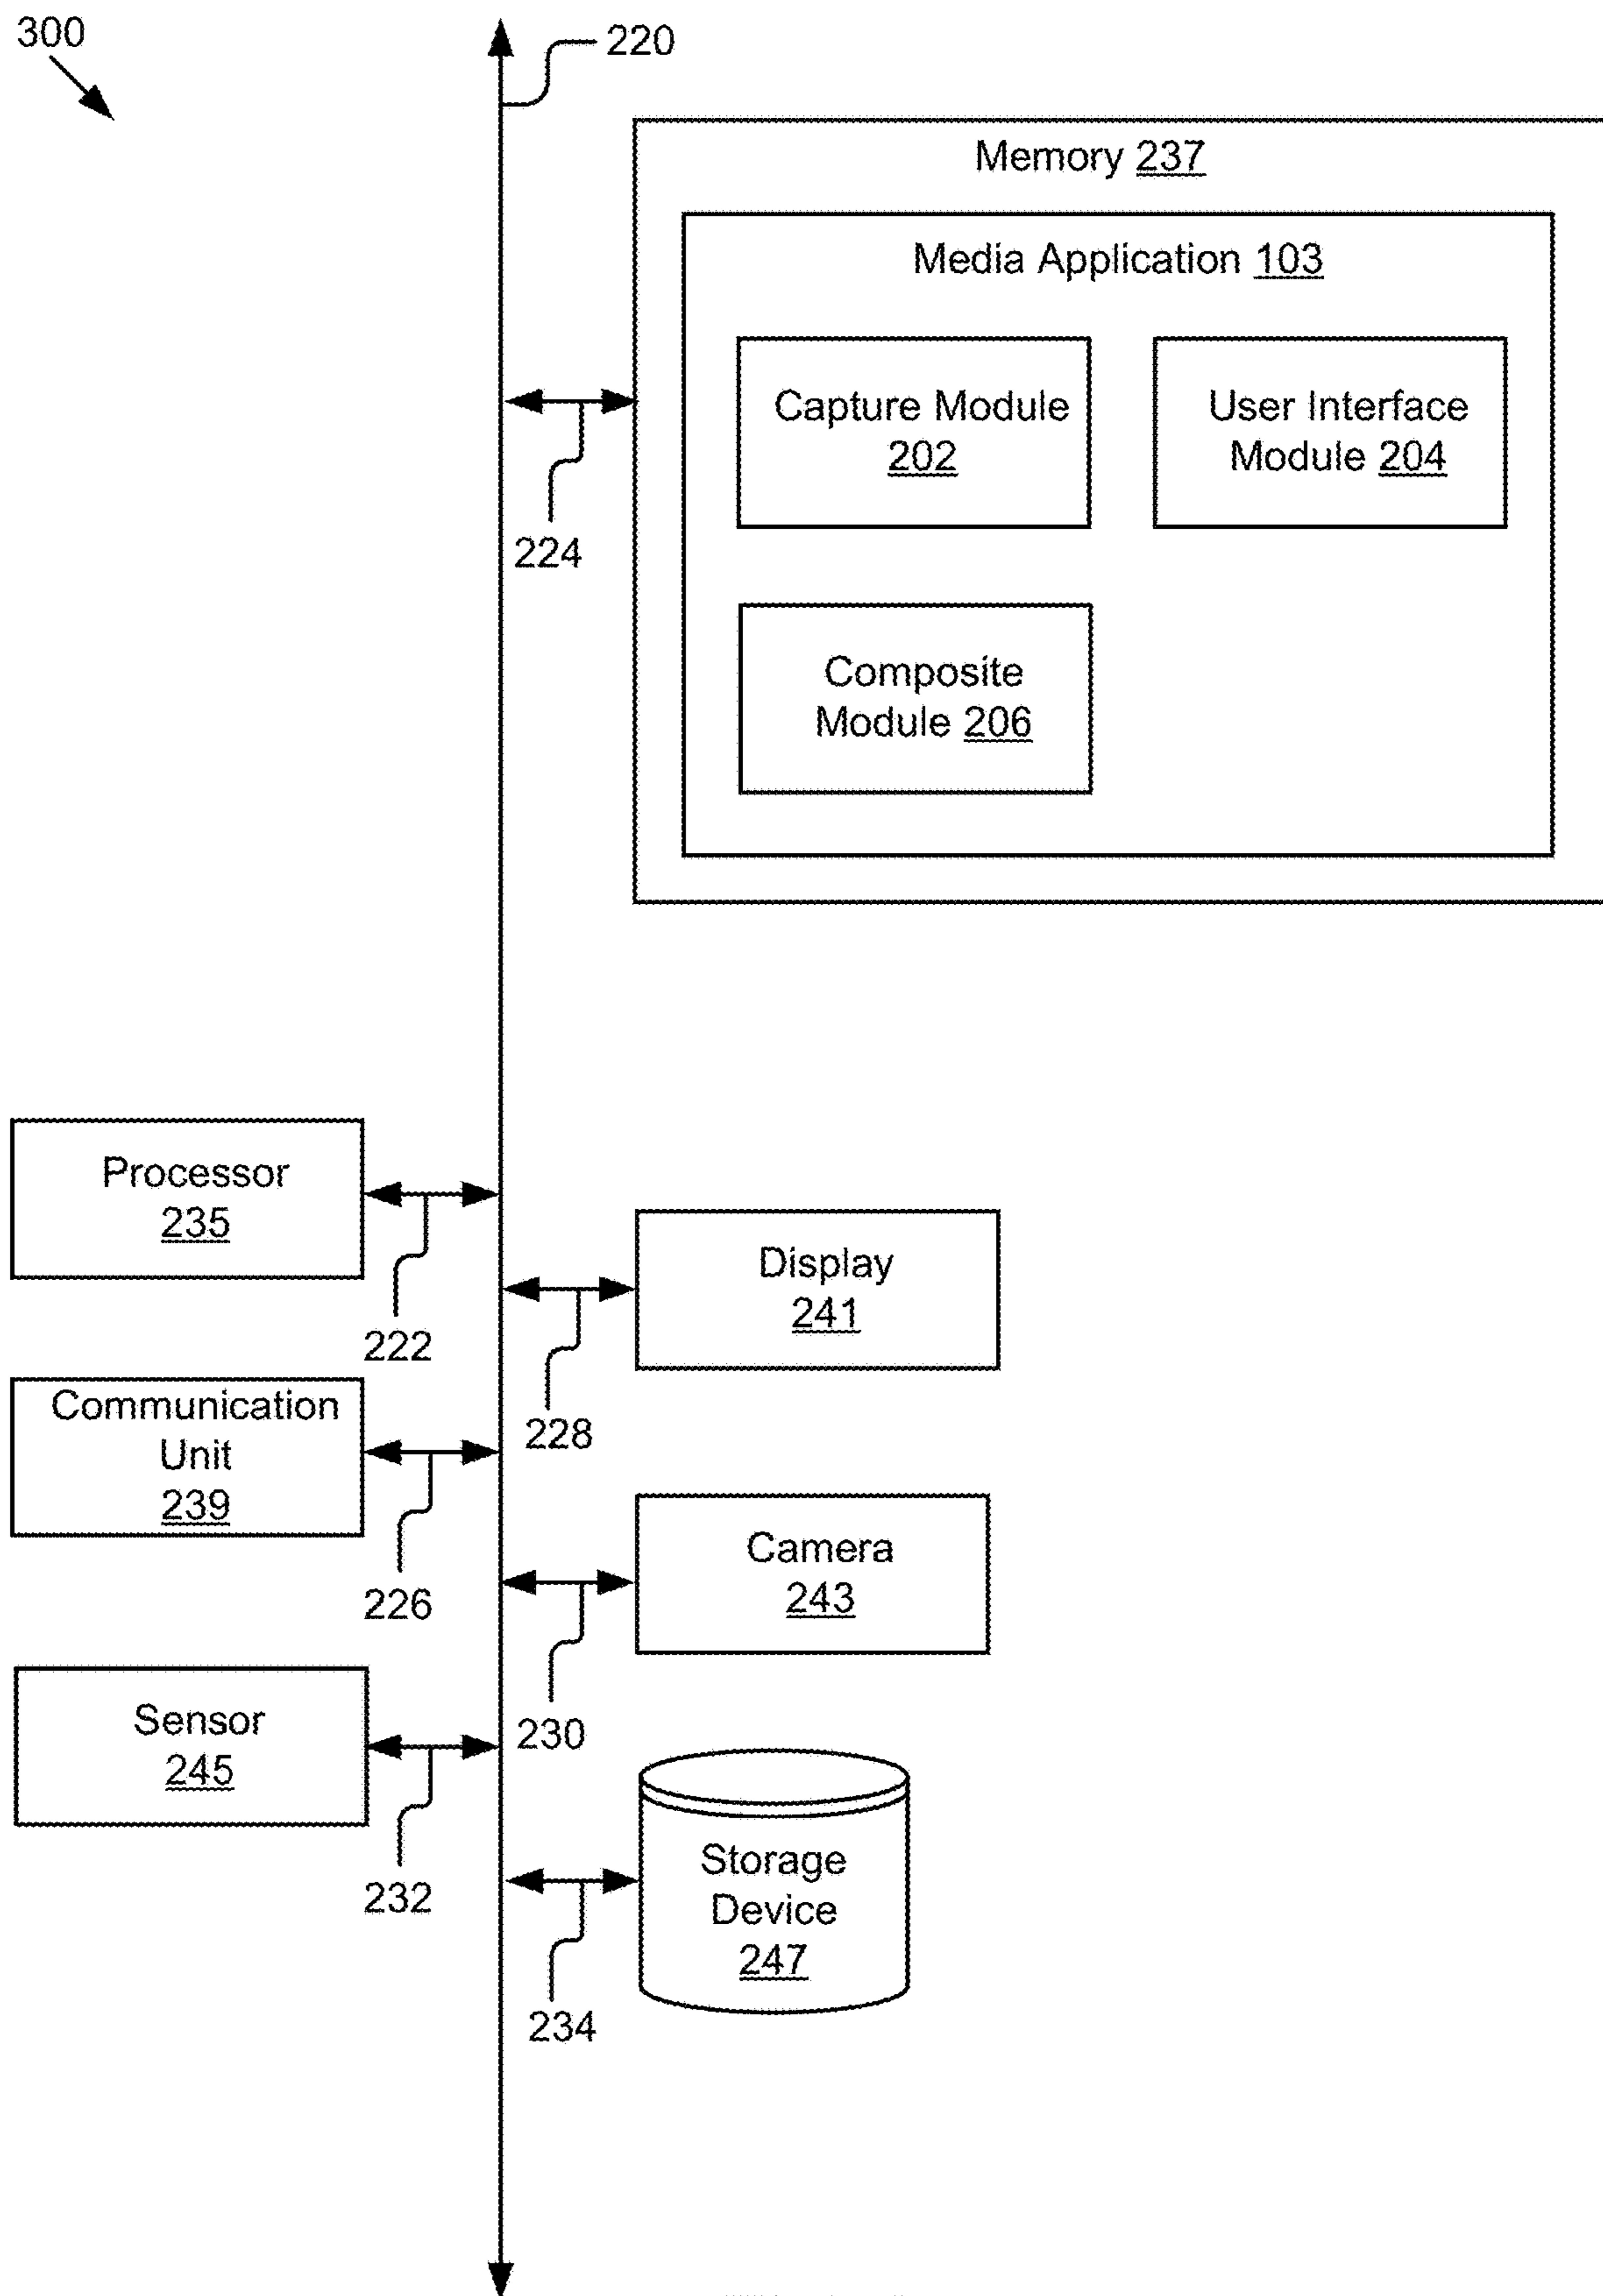 300
220
Memory 237
Media Application 103
Capture Module
202
User Interface
Module 204
224
Composite
Module 206
Processor
235
222
Display
241
228
Communication
Unit
239
226
Camera
243
230
Sensor
245
232
Storage
Device
247
234